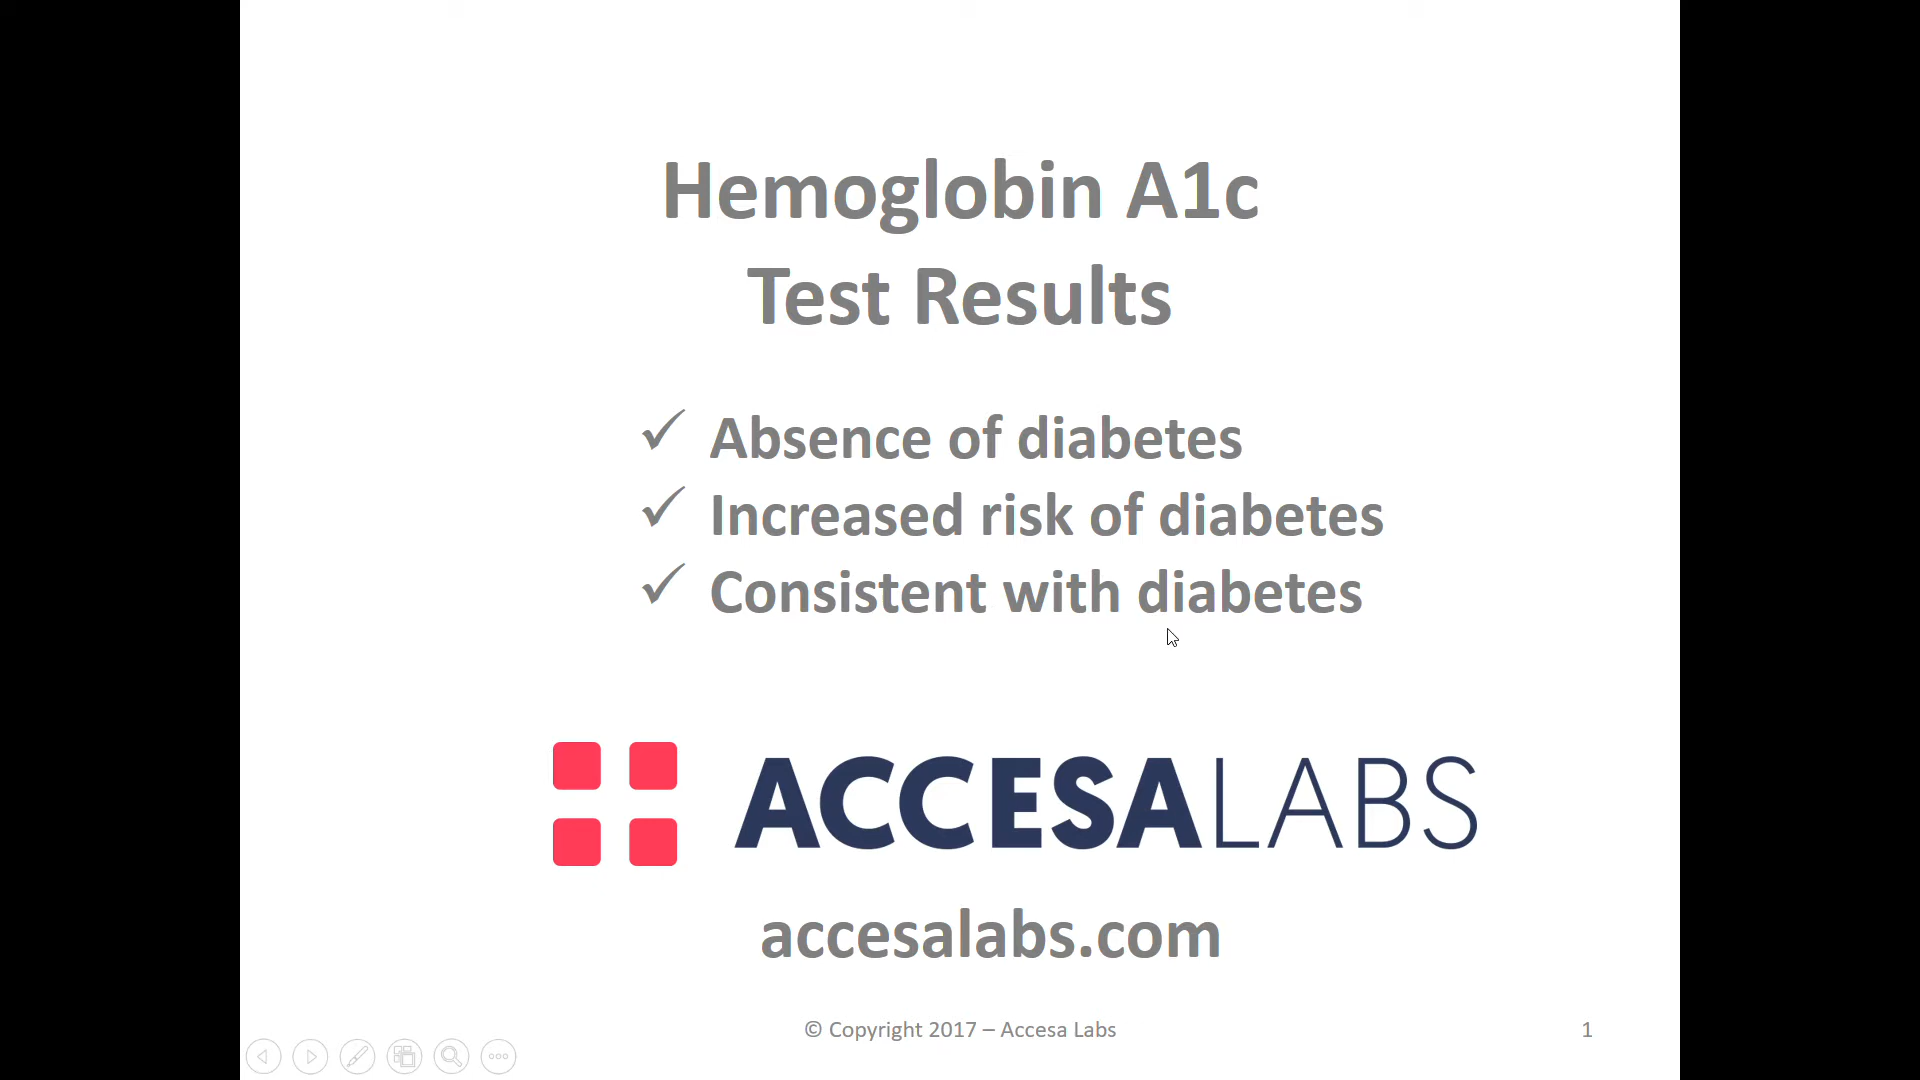 Hemoglobin A1c
Test Results
✓ Absence of diabetes
✓ Increased risk of diabetes
✓ Consistent with diabetes
ACCESALABS
accesalabs.com
© Copyright 2017 – Accesa Labs
1